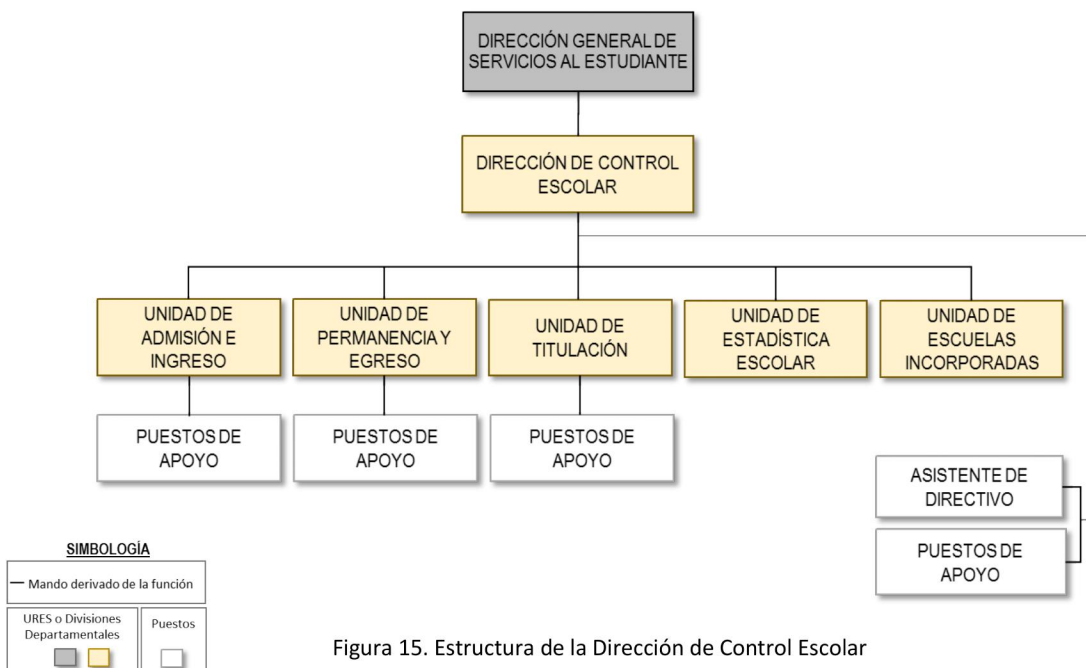 DIRECCIÓN GENERAL DE
SERVICIOS AL ESTUDIANTE
DIRECCIÓN DE CONTROL
ESCOLAR
UNIDAD DE
ADMISIÓN E
INGRESO
UNIDAD DE
PERMANENCIA Y
EGRESO
UNIDAD DE
TITULACIÓN
UNIDAD DE
ESTADÍSTICA
ESCOLAR
UNIDAD DE
ESCUELAS
INCORPORADAS
PUESTOS DE
APOYO
PUESTOS DE
APOYO
PUESTOS DE
APOYO
ASISTENTE DE
DIRECTIVO
PUESTOS DE
APOYO
SIMBOLOGÍA
Mando derivado de la función
URES o Divisiones
Departamentales
Puestos
Figura 15. Estructura de la Dirección de Control Escolar